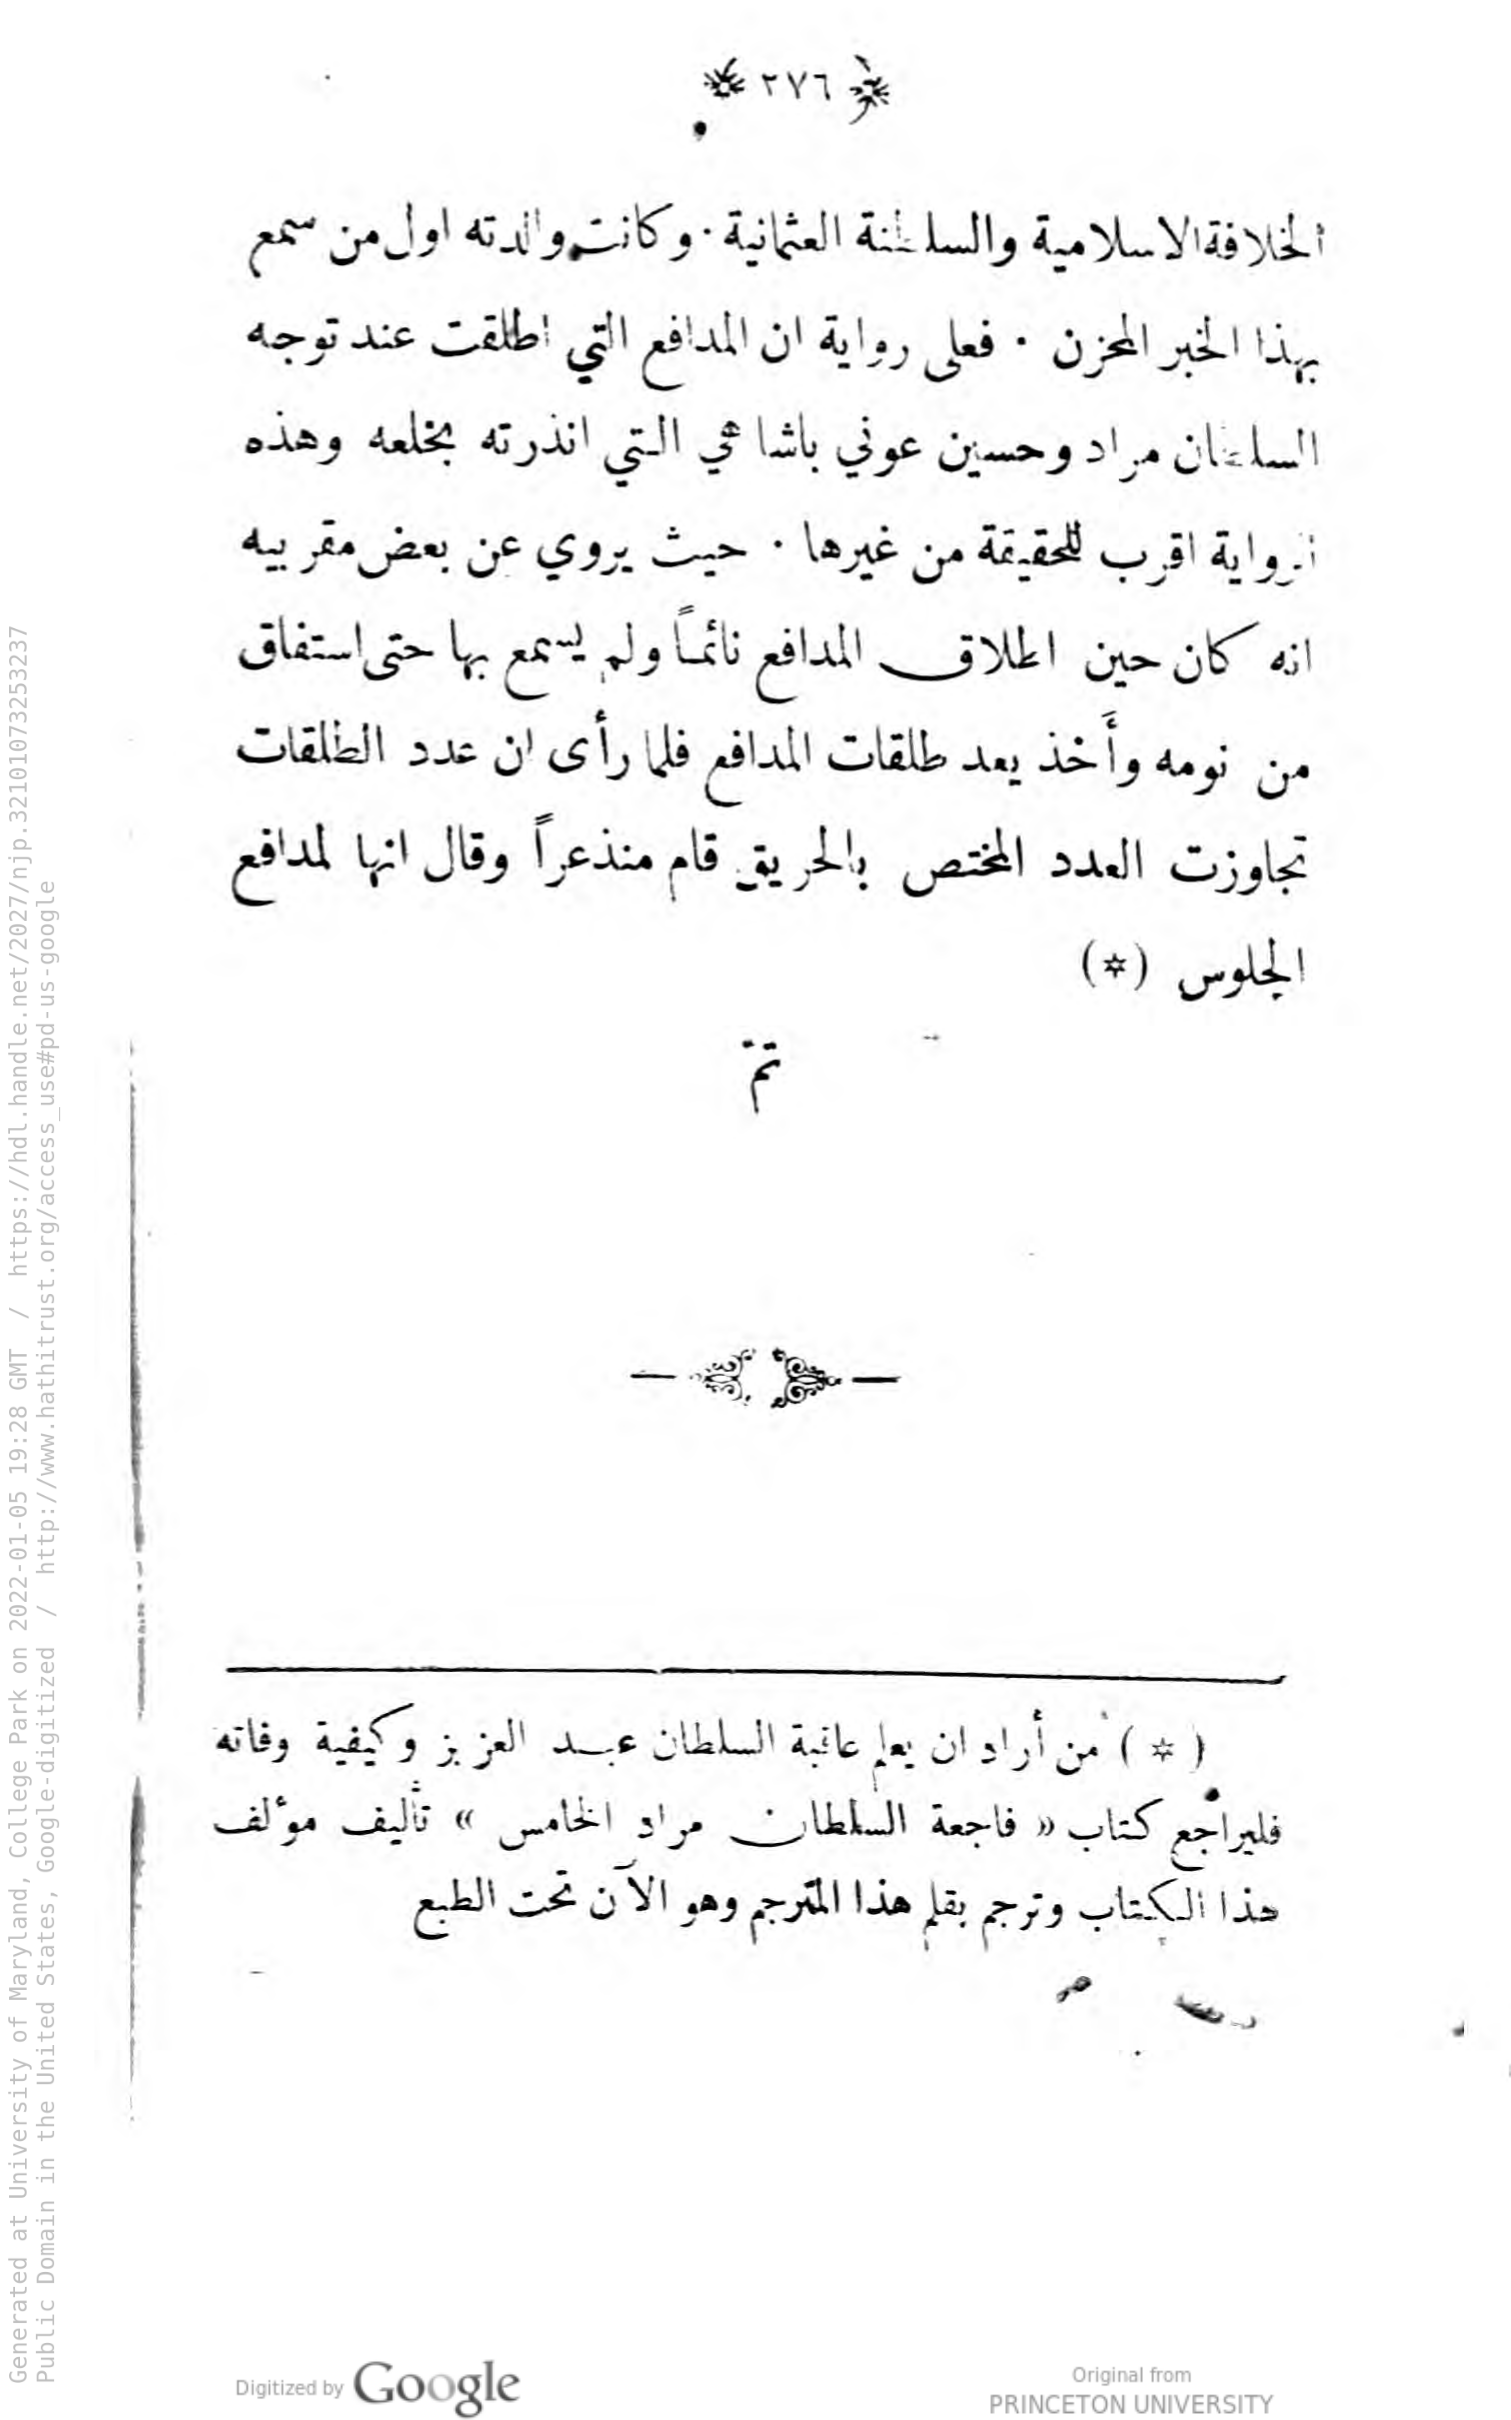 ٢٧٦
الخلافة الاسلامية والسلطنة العثمانية . وكانت والدته اول من سمع
بهذا الخبر المحزن . فعلى رواية ان المدافع التي اطلقت عند توجه
السلطان مراد وحسين عوني باشا هي التي انذرته بخلعه وهذه
الرواية اقرب للحقيقة من غيرها . حيث يروي عن بعض مقربيه
انه كان حين اطلاق المدافع نائمًا ولم يسمع بها حتى استفاق
من نومه وأَخذ يعد طلقات المدافع فلما رأى ان عدد الطلقات
تجاوزت العدد المختص بالحريق قام منذعراً وقال انها لمدافع
الجلوس (*)
تمّ
( * ) من أراد ان يعلم عاقبة السلطان عبد العزيز وكيفية وفاته
فليراجع كتاب « فاجعة السلطان مراد الخامس » تأليف مؤلف
هذا الكتاب وترجم بقلم هذا المترجم وهو الآن تحت الطبع
Generated at University of Maryland, College Park on 2022-01-05 19:28 GMT / https://hdl.handle.net/2027/njp.32101073253237
Public Domain in the United States, Google-digitized / http://www.hathitrust.org/access_use#pd-us-google
Digitized by Google
Original from
PRINCETON UNIVERSITY